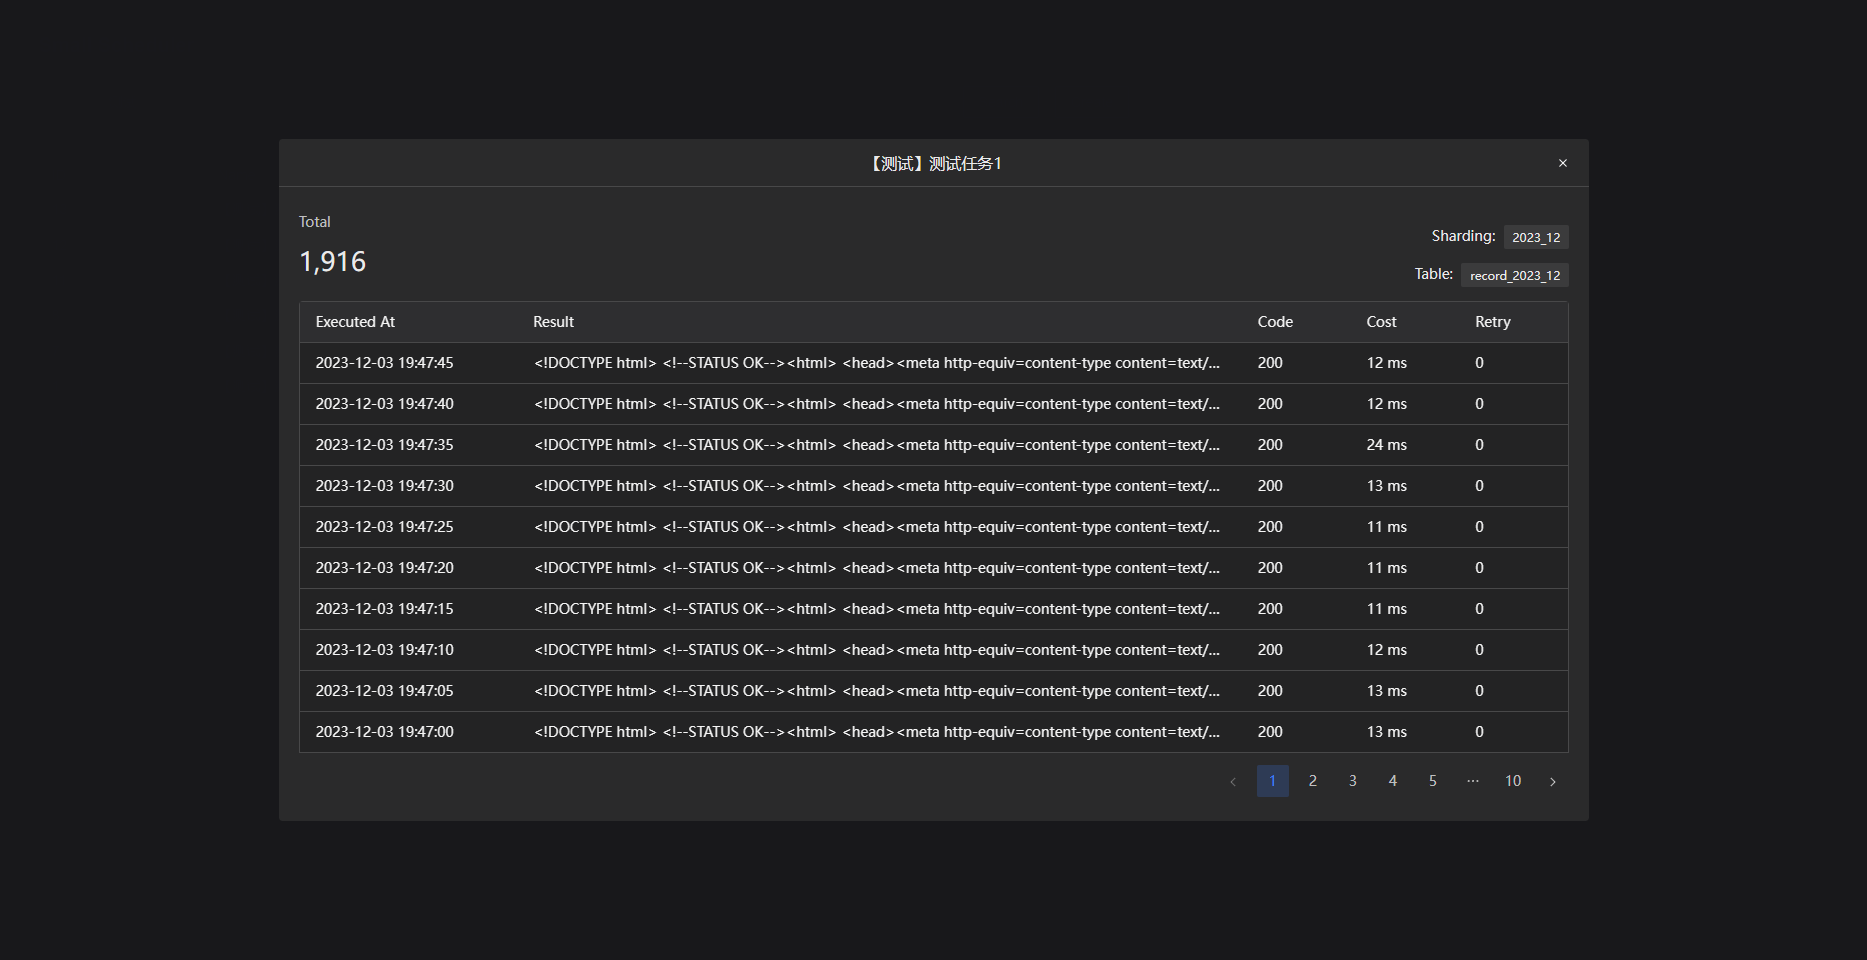 【测试】测试任务1
×
Total
1,916
Sharding: 2023_12
Table: record_2023_12
Executed At Result Code Cost Retry
2023-12-03 19:47:45 <!DOCTYPE html> <!--STATUS OK--><html> <head><meta http-equiv=content-type content=text/... 200 12 ms 0
2023-12-03 19:47:40 <!DOCTYPE html> <!--STATUS OK--><html> <head><meta http-equiv=content-type content=text/... 200 12 ms 0
2023-12-03 19:47:35 <!DOCTYPE html> <!--STATUS OK--><html> <head><meta http-equiv=content-type content=text/... 200 24 ms 0
2023-12-03 19:47:30 <!DOCTYPE html> <!--STATUS OK--><html> <head><meta http-equiv=content-type content=text/... 200 13 ms 0
2023-12-03 19:47:25 <!DOCTYPE html> <!--STATUS OK--><html> <head><meta http-equiv=content-type content=text/... 200 11 ms 0
2023-12-03 19:47:20 <!DOCTYPE html> <!--STATUS OK--><html> <head><meta http-equiv=content-type content=text/... 200 11 ms 0
2023-12-03 19:47:15 <!DOCTYPE html> <!--STATUS OK--><html> <head><meta http-equiv=content-type content=text/... 200 11 ms 0
2023-12-03 19:47:10 <!DOCTYPE html> <!--STATUS OK--><html> <head><meta http-equiv=content-type content=text/... 200 12 ms 0
2023-12-03 19:47:05 <!DOCTYPE html> <!--STATUS OK--><html> <head><meta http-equiv=content-type content=text/... 200 13 ms 0
2023-12-03 19:47:00 <!DOCTYPE html> <!--STATUS OK--><html> <head><meta http-equiv=content-type content=text/... 200 13 ms 0
< 1 2 3 4 5 ··· 10 >